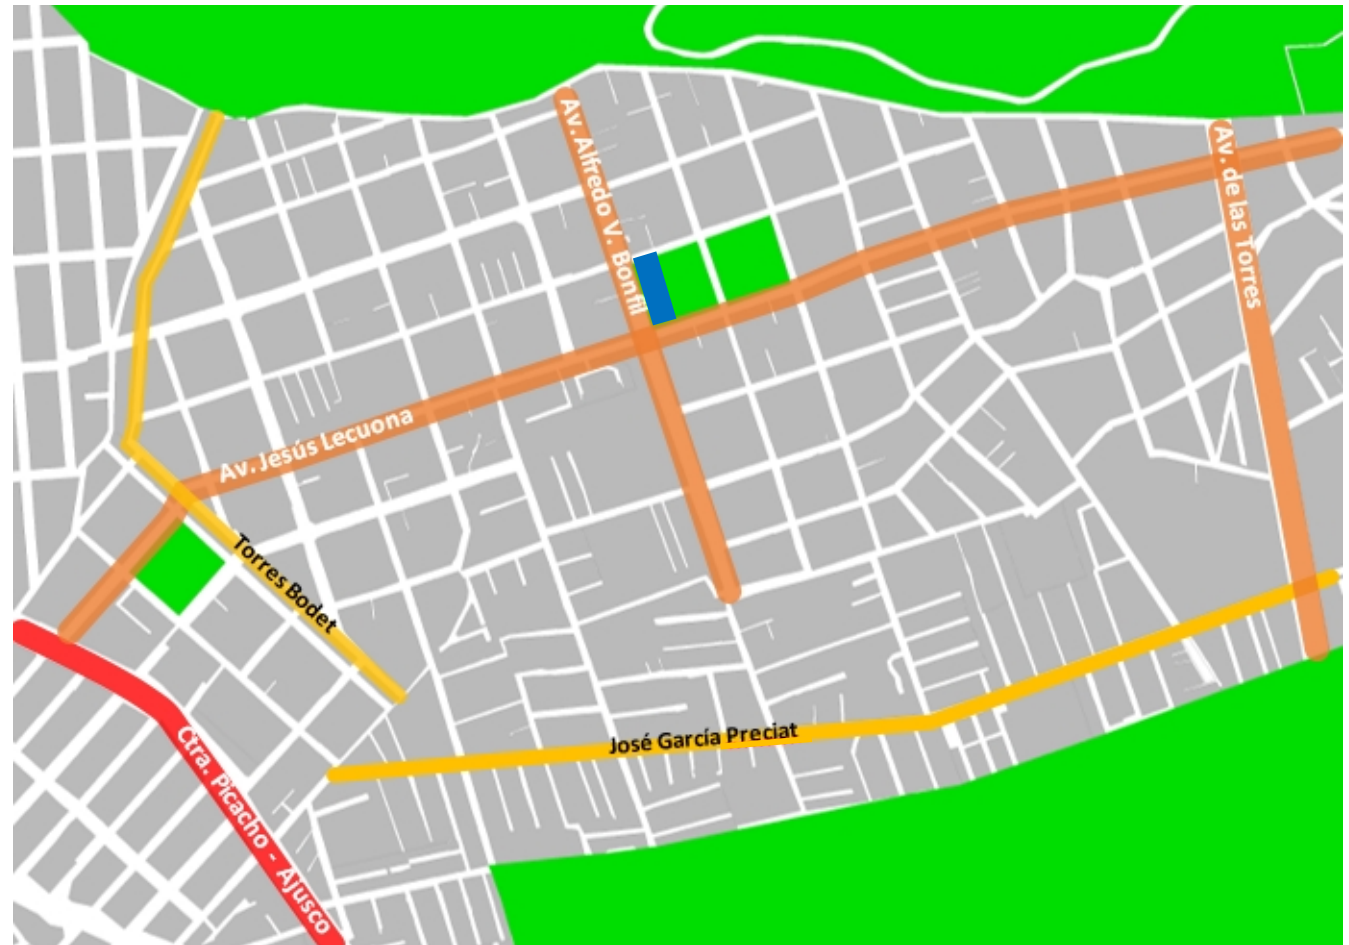 Av. Alfredo V. Bonfil
Av. de las Torres
Av. Jesús Lecuona
Torres Bodet
José García Preciat
Ctra. Picacho - Ajusco